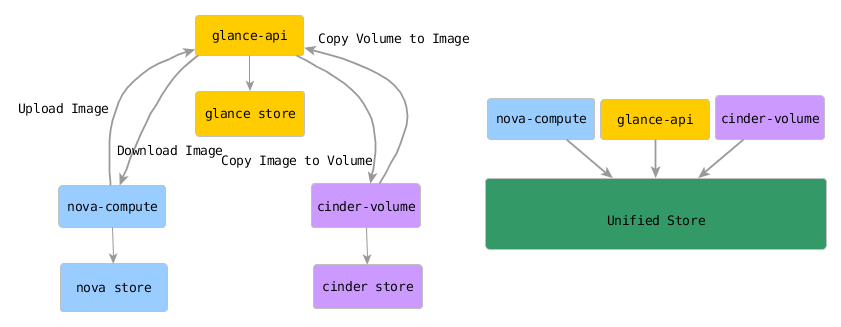 glance-api
Copy Volume to Image
Upload Image
glance store
Download Image
Copy Image to Volume
nova-compute
cinder-volume
nova store
cinder store
nova-compute
glance-api
cinder-volume
Unified Store